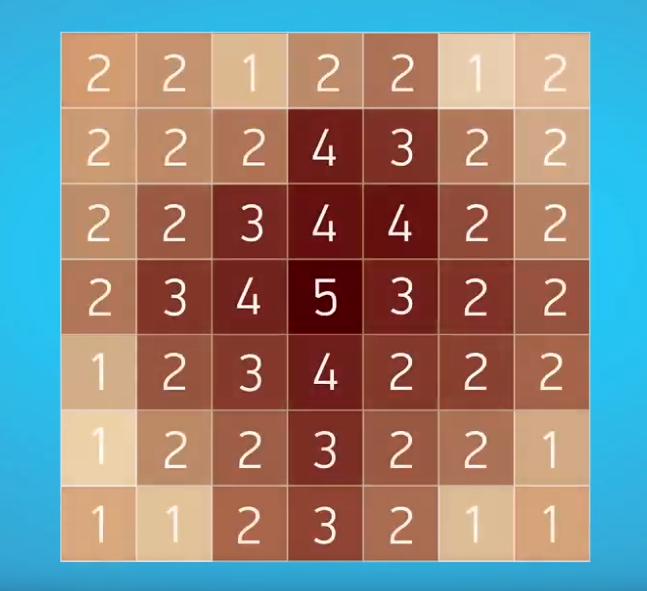 2 2 1 2 2 1 2
2 2 2 4 3 2 2
2 2 3 4 4 2 2
2 3 4 5 3 2 2
1 2 3 4 2 2 2
1 2 2 3 2 2 1
1 1 2 3 2 1 1